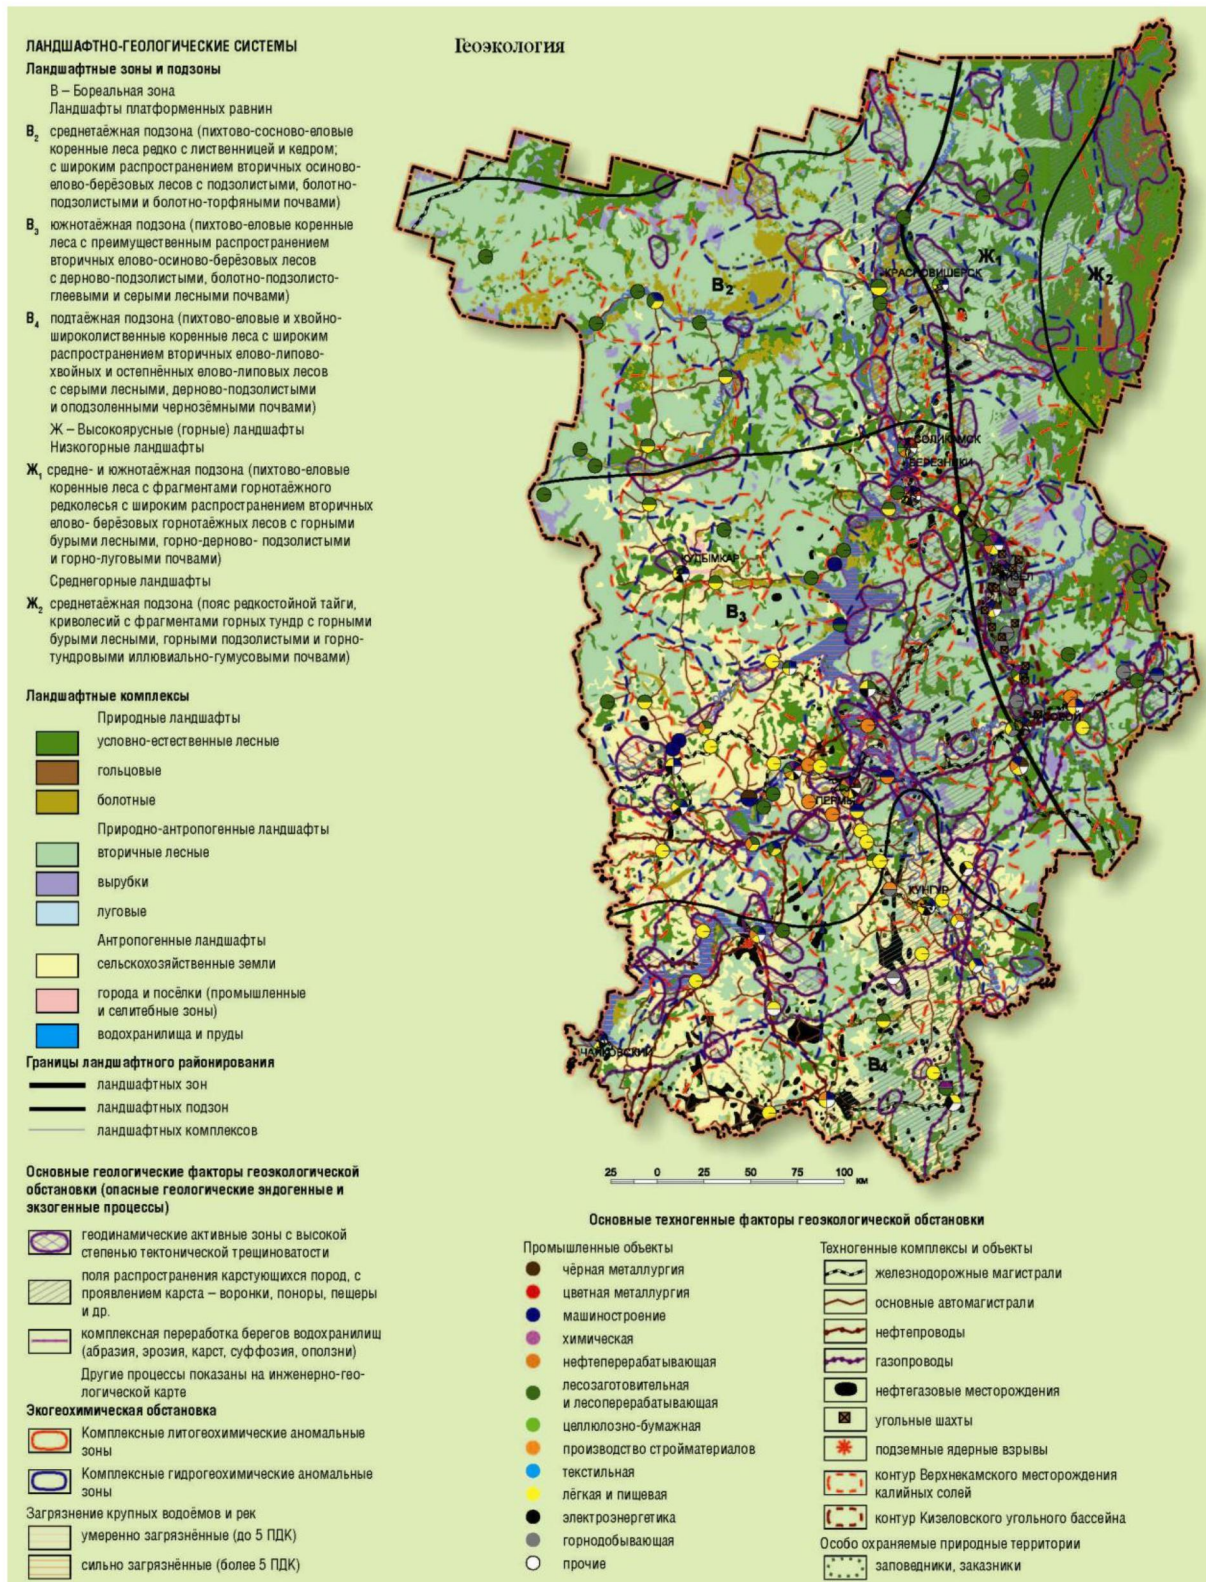 Геоэкология
ЛАНДШАФТНО-ГЕОЛОГИЧЕСКИЕ СИСТЕМЫ
Ландшафтные зоны и подзоны
В – Бореальная зона
Ландшафты платформенных равнин
В₂ среднетаёжная подзона (пихтово-сосново-еловые
коренные леса редко с лиственницей и кедром;
с широким распространением вторичных осиново-
елово-берёзовых лесов с подзолистыми, болотно-
подзолистыми и болотно-торфяными почвами)
В₃ южнотаёжная подзона (пихтово-еловые коренные
леса с преимущественным распространением
вторичных елово-осиново-берёзовых лесов
с дерново-подзолистыми, болотно-подзолисто-
глеевыми и серыми лесными почвами)
В₄ подтаёжная подзона (пихтово-еловые и хвойно-
широколиственные коренные леса с широким
распространением вторичных елово-липово-
хвойных и остепнённых елово-липовых лесов
с серыми лесными, дерново-подзолистыми
и оподзоленными чернозёмными почвами)
Ж – Высокоярусные (горные) ландшафты
Низкогорные ландшафты
Ж₁ средне- и южнотаёжная подзона (пихтово-еловые
коренные леса с фрагментами горнотаёжного
редколесья с широким распространением вторичных
елово- берёзовых горнотаёжных лесов с горными
бурыми лесными, горно-дерново- подзолистыми
и горно-луговыми почвами)
Среднегорные ландшафты
Ж₂ среднетаёжная подзона (пояс редкостойной тайги,
криволесий с фрагментами горных тундр с горными
бурыми лесными, горными подзолистыми и горно-
тундровыми иллювиально-гумусовыми почвами)
Ландшафтные комплексы
Природные ландшафты
условно-естественные лесные
гольцовые
болотные
Природно-антропогенные ландшафты
вторичные лесные
вырубки
луговые
Антропогенные ландшафты
сельскохозяйственные земли
города и посёлки (промышленные
и селитебные зоны)
водохранилища и пруды
Границы ландшафтного районирования
ландшафтных зон
ландшафтных подзон
ландшафтных комплексов
Основные геологические факторы геоэкологической
обстановки (опасные геологические эндогенные и
экзогенные процессы)
геодинамические активные зоны с высокой
степенью тектонической трещиноватости
поля распространения карстующихся пород, с
проявлением карста – воронки, поноры, пещеры
и др.
комплексная переработка берегов водохранилищ
(абразия, эрозия, карст, суффозия, оползни)
Другие процессы показаны на инженерно-гео-
логической карте
Экогеохимическая обстановка
Комплексные литогеохимические аномальные
зоны
Комплексные гидрогеохимические аномальные
зоны
Загрязнение крупных водоёмов и рек
умеренно загрязнённые (до 5 ПДК)
сильно загрязнённые (более 5 ПДК)
В₂
Ж₁
Ж₂
КРАСНОВИШЕРСК
СОЛИКАМСК
БЕРЕЗНИКИ
КУДЫМКАР
КИЗЕЛ
В₃
ЧУСОВОЙ
ПЕРМЬ
КУНГУР
ЧАЙКОВСКИЙ
В₄
25 0 25 50 75 100
км
Основные техногенные факторы геоэкологической обстановки
Промышленные объекты
чёрная металлургия
цветная металлургия
машиностроение
химическая
нефтеперерабатывающая
лесозаготовительная
и лесоперерабатывающая
целлюлозно-бумажная
производство стройматериалов
текстильная
лёгкая и пищевая
электроэнергетика
горнодобывающая
прочие
Техногенные комплексы и объекты
железнодорожные магистрали
основные автомагистрали
нефтепроводы
газопроводы
нефтегазовые месторождения
угольные шахты
подземные ядерные взрывы
контур Верхнекамского месторождения
калийных солей
контур Кизеловского угольного бассейна
Особо охраняемые природные территории
заповедники, заказники